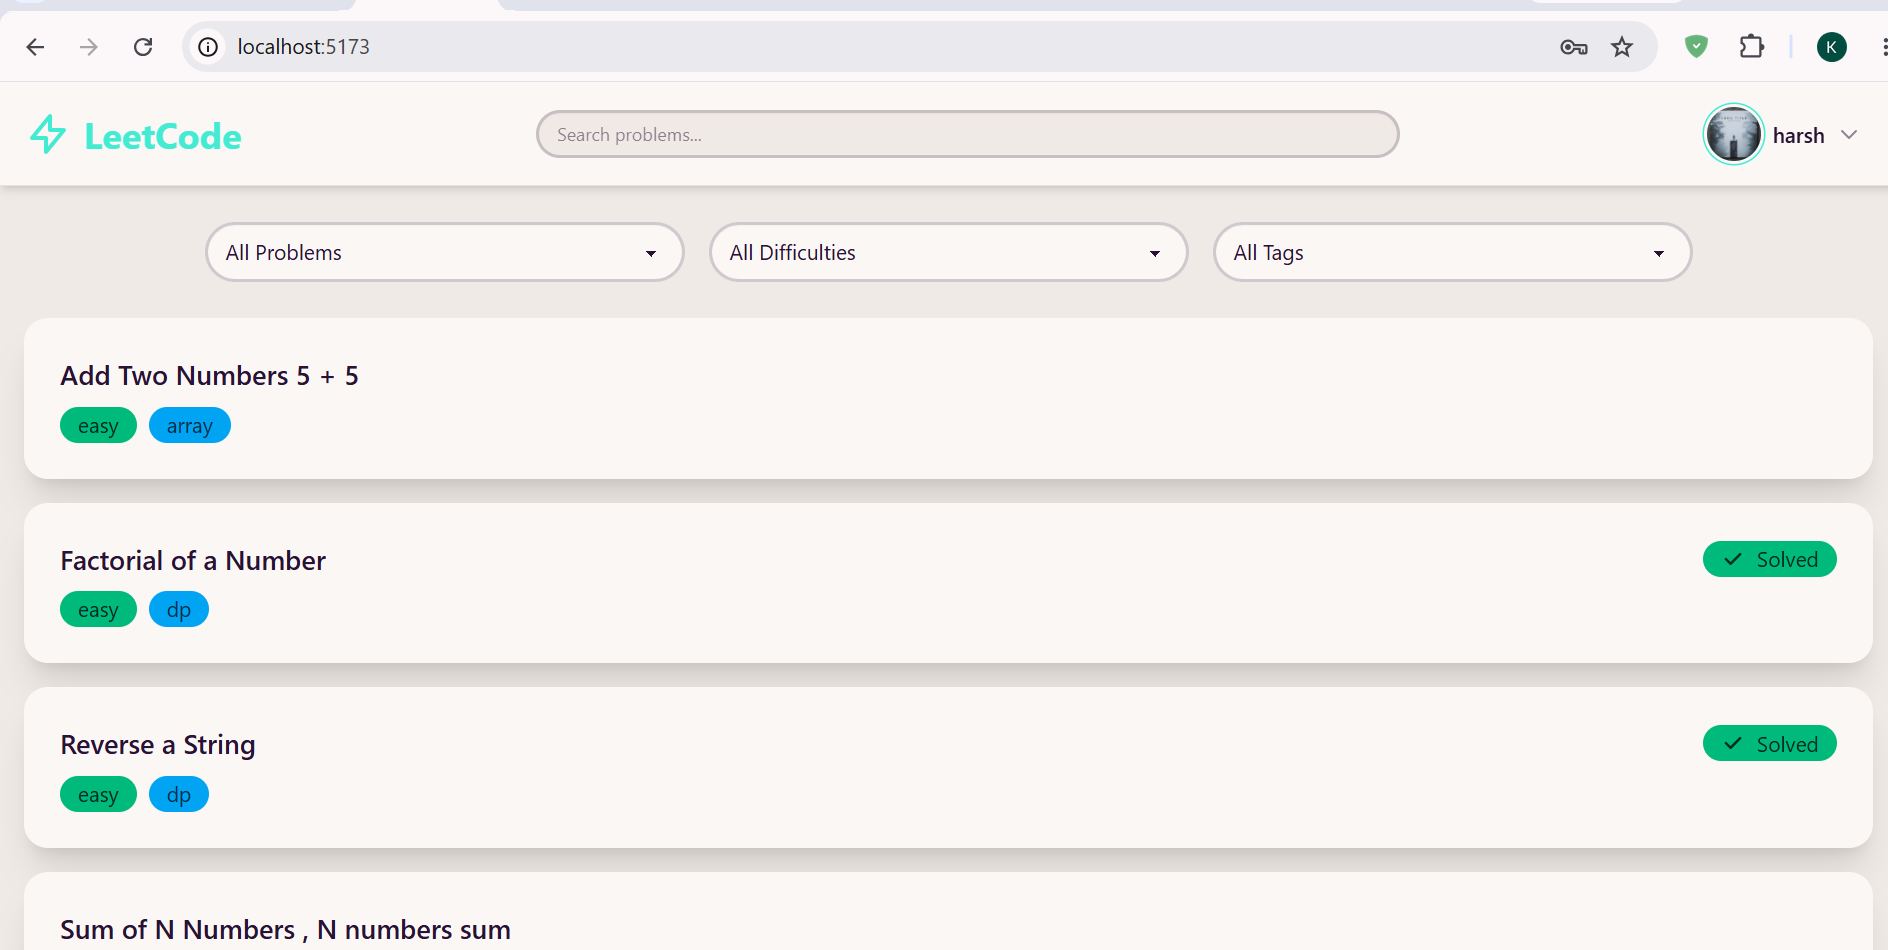 localhost:5173
K
LeetCode
Search problems...
harsh
All Problems
All Difficulties
All Tags
Add Two Numbers 5 + 5
easy array
Factorial of a Number
Solved
easy dp
Reverse a String
Solved
easy dp
Sum of N Numbers , N numbers sum